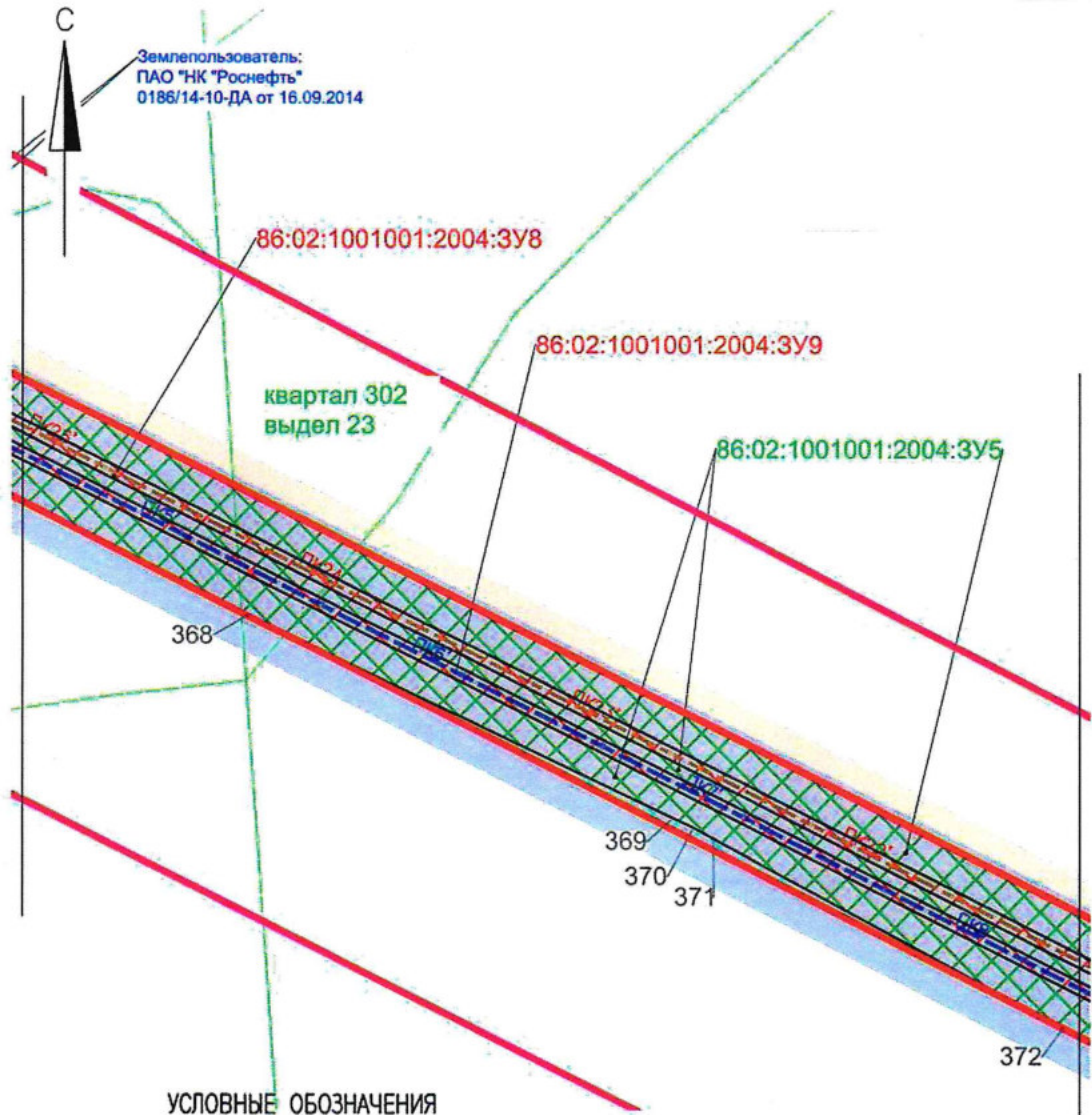 С
Землепользователь:
ПАО "НК "Роснефть"
0186/14-10-ДА от 16.09.2014
86:02:1001001:2004:ЗУ8
86:02:1001001:2004:ЗУ9
квартал 302
выдел 23
86:02:1001001:2004:ЗУ5
ПК24
368
369
370
371
372
УСЛОВНЫЕ ОБОЗНАЧЕНИЯ